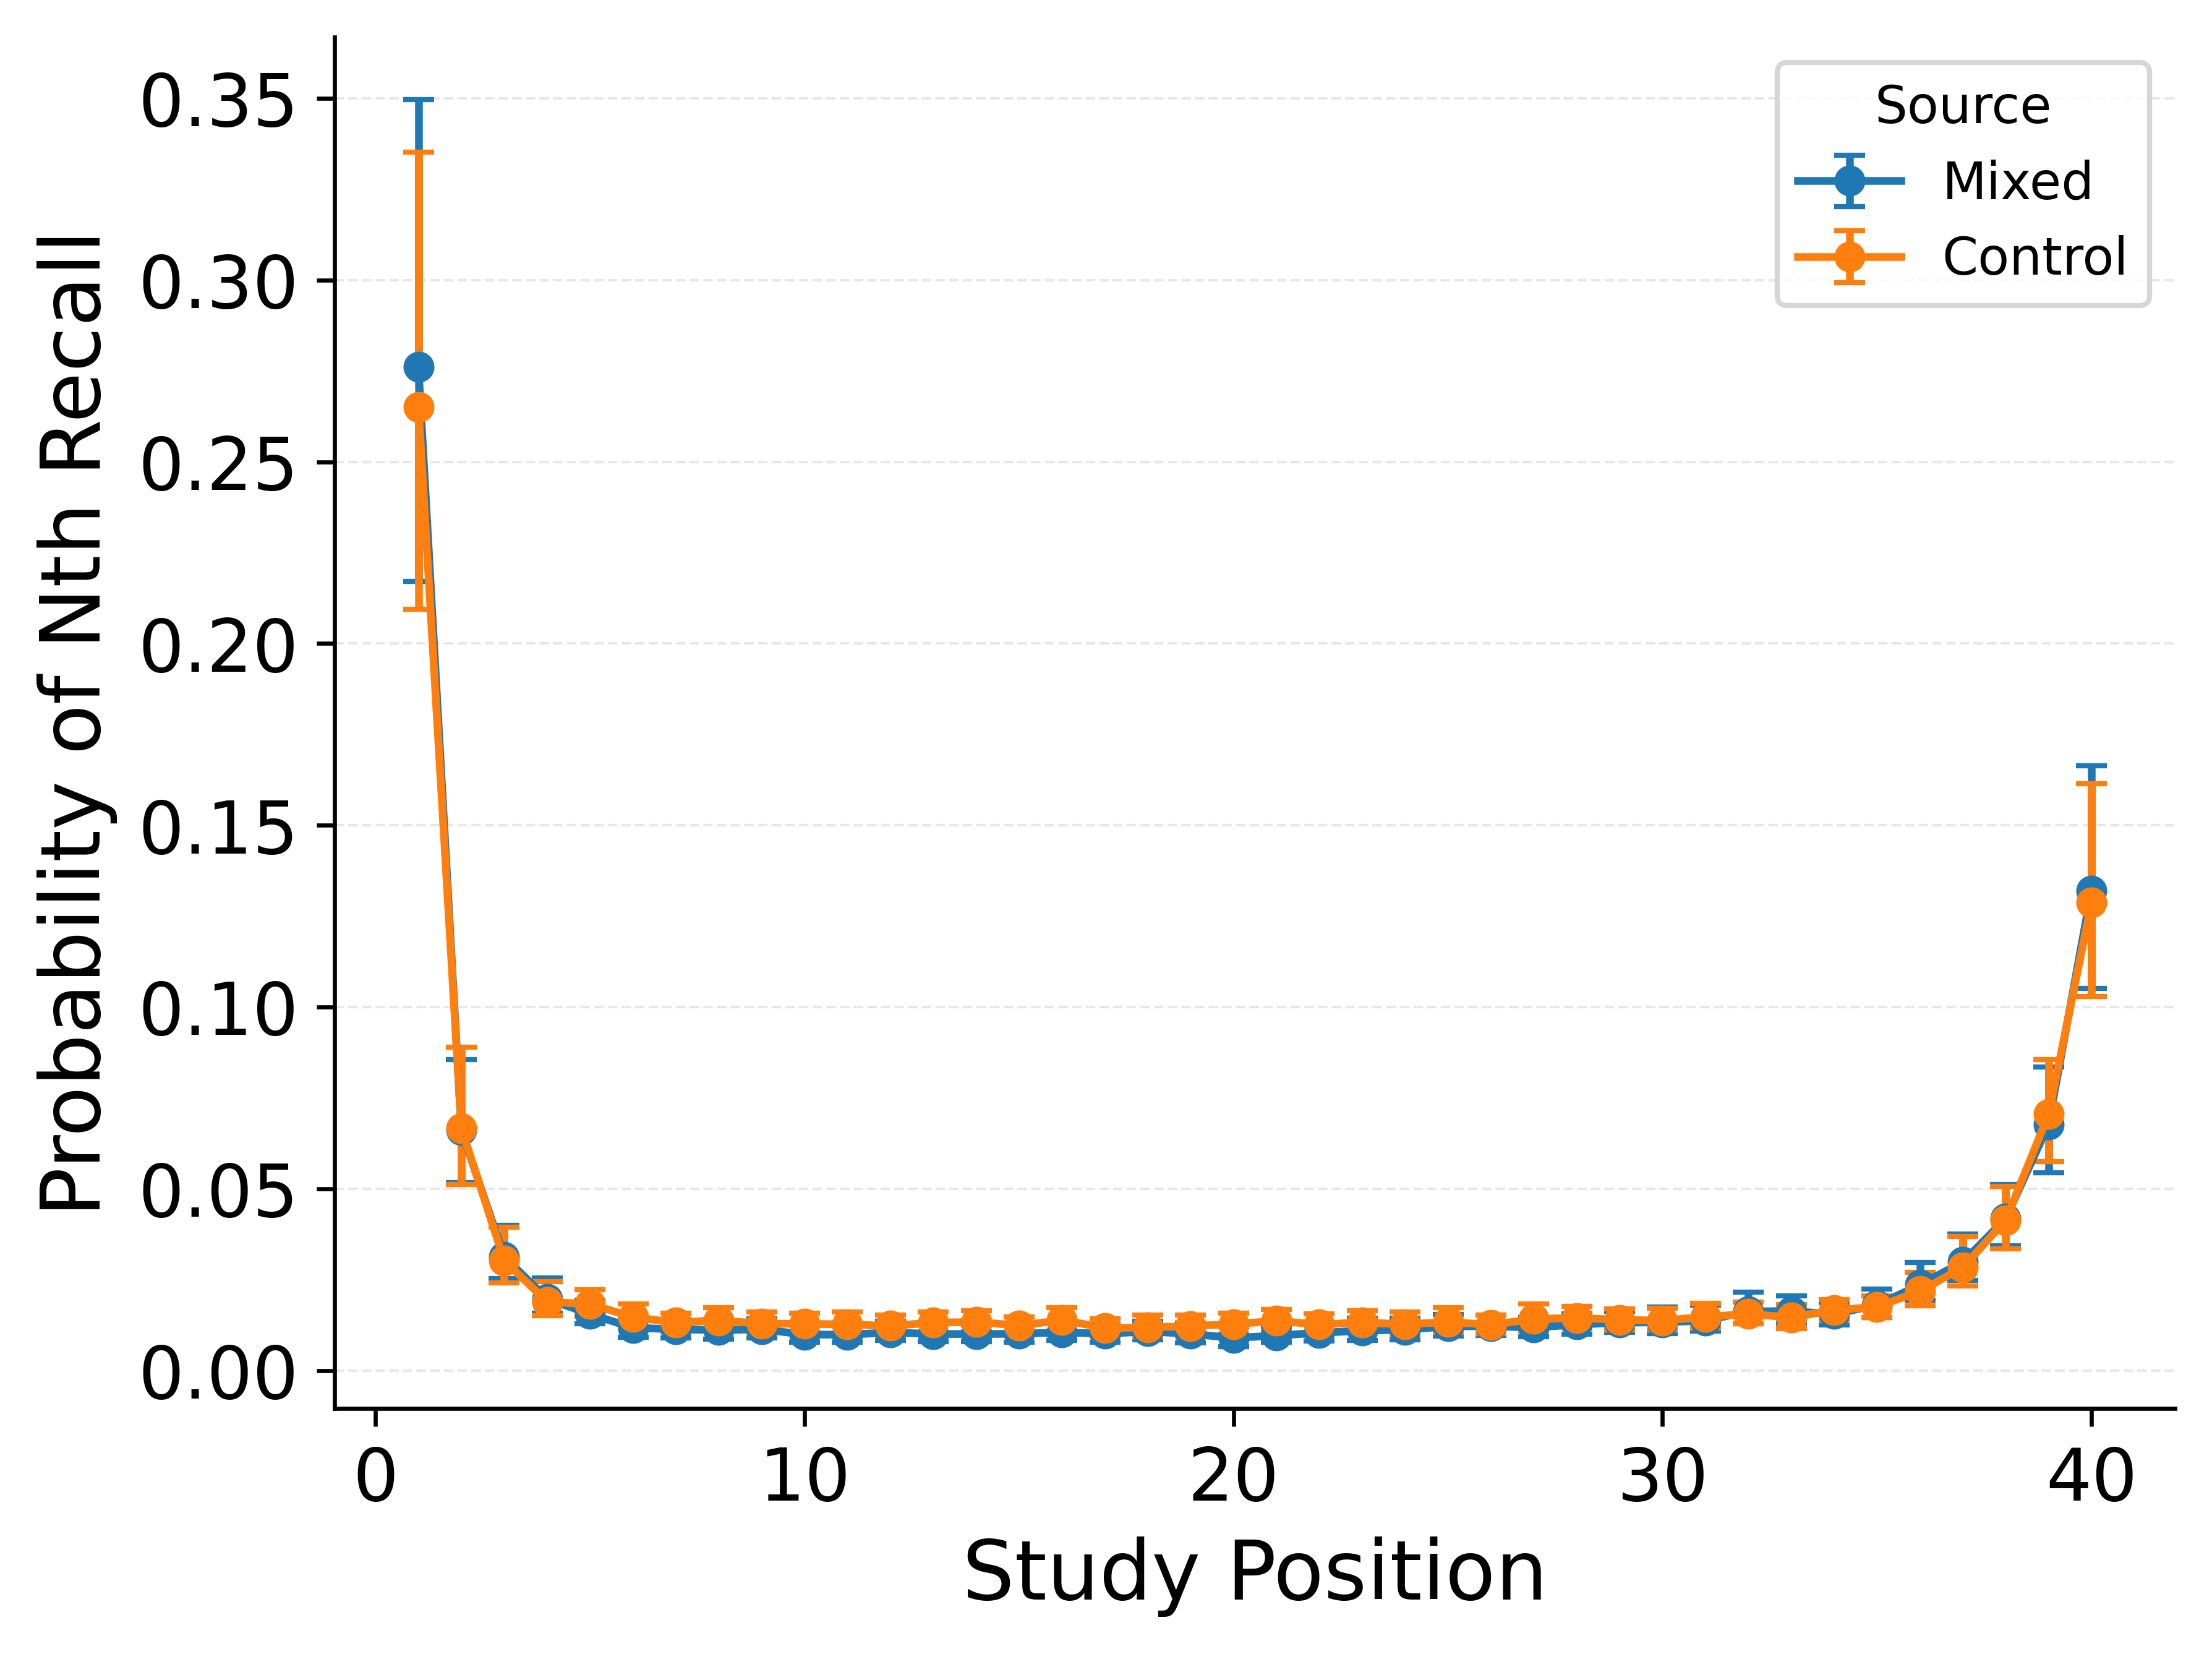 Probability of Nth Recall
0.35
0.30
0.25
0.20
0.15
0.10
0.05
0.00
Source
Mixed
Control
0 10 20 30 40
Study Position